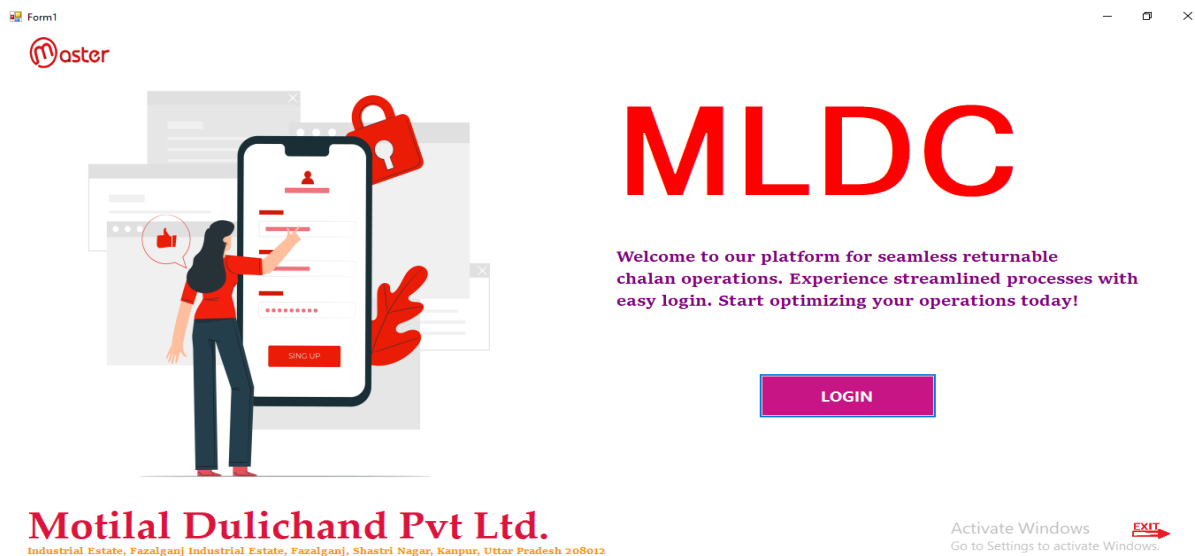 Form1
Master
MLDC
Welcome to our platform for seamless returnable
chalan operations. Experience streamlined processes with
easy login. Start optimizing your operations today!
SING UP
LOGIN
Motilal Dulichand Pvt Ltd.
Industrial Estate, Fazalganj Industrial Estate, Fazalganj, Shastri Nagar, Kanpur, Uttar Pradesh 208012
Activate Windows
Go to Settings to activate Windows.
EXIT